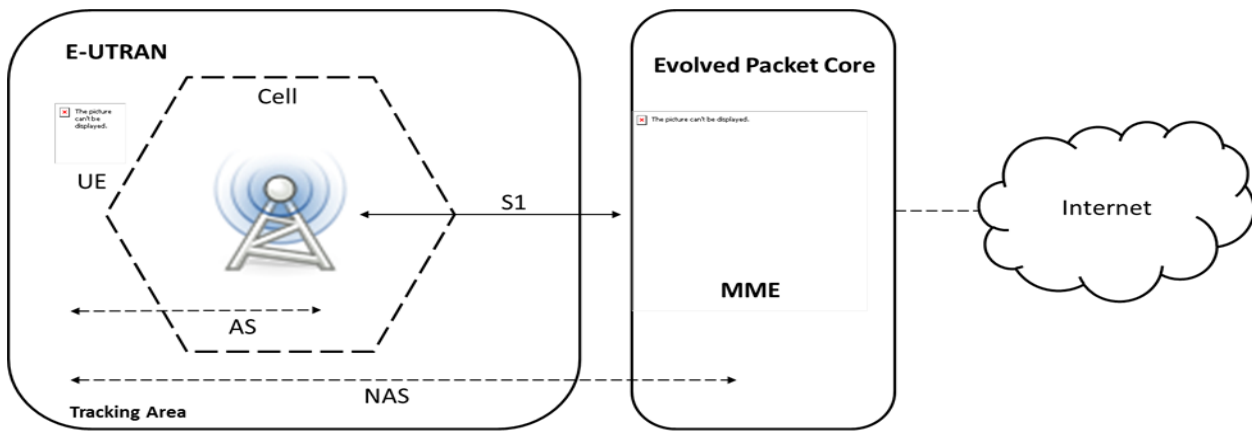 E-UTRAN
Cell
The picture
can't be
displayed.
UE
AS
NAS
Tracking Area
S1
Evolved Packet Core
The picture can't be displayed.
MME
Internet